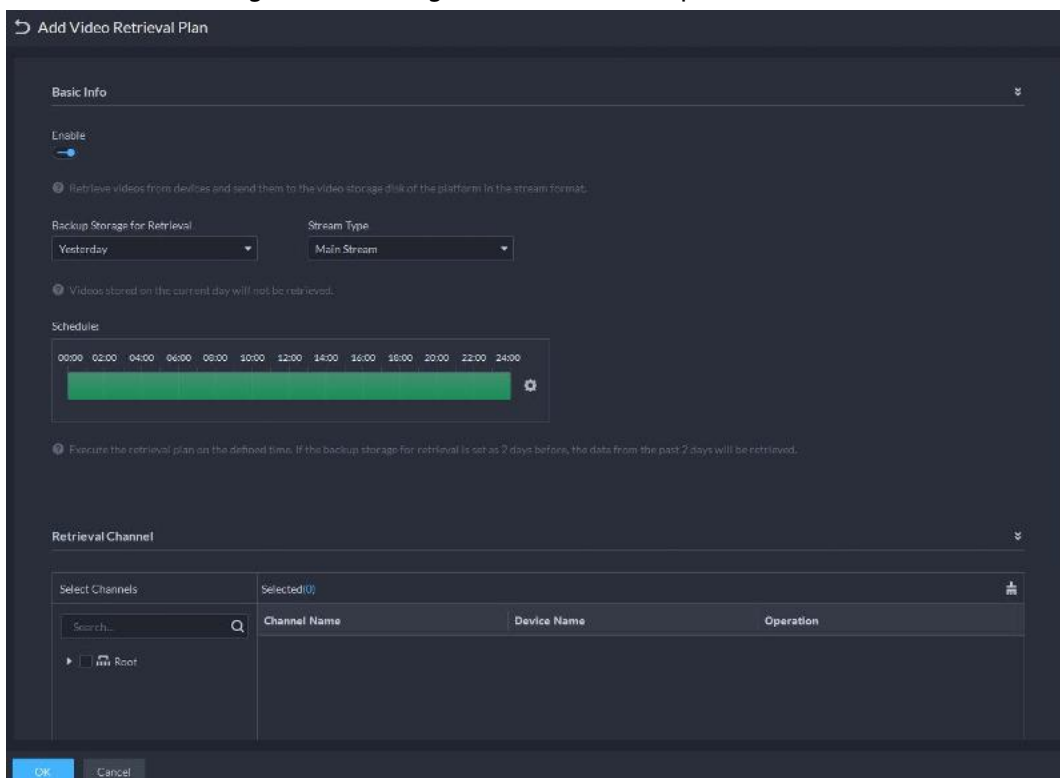 Add Video Retrieval Plan
Basic Info
Enable
Retrieve videos from devices and send them to the video storage disk of the platform in the stream format.
Backup Storage for Retrieval Stream Type
Yesterday Main Stream
Videos stored on the current day will not be retrieved.
Schedule:
00:00 02:00 04:00 06:00 08:00 10:00 12:00 14:00 16:00 18:00 20:00 22:00 24:00
Execute the retrieval plan on the defined time. If the backup storage for retrieval is set as 2 days before, the data from the past 2 days will be retrieved.
Retrieval Channel
Select Channels Selected(0)
Search... Channel Name Device Name Operation
Root
OK Cancel